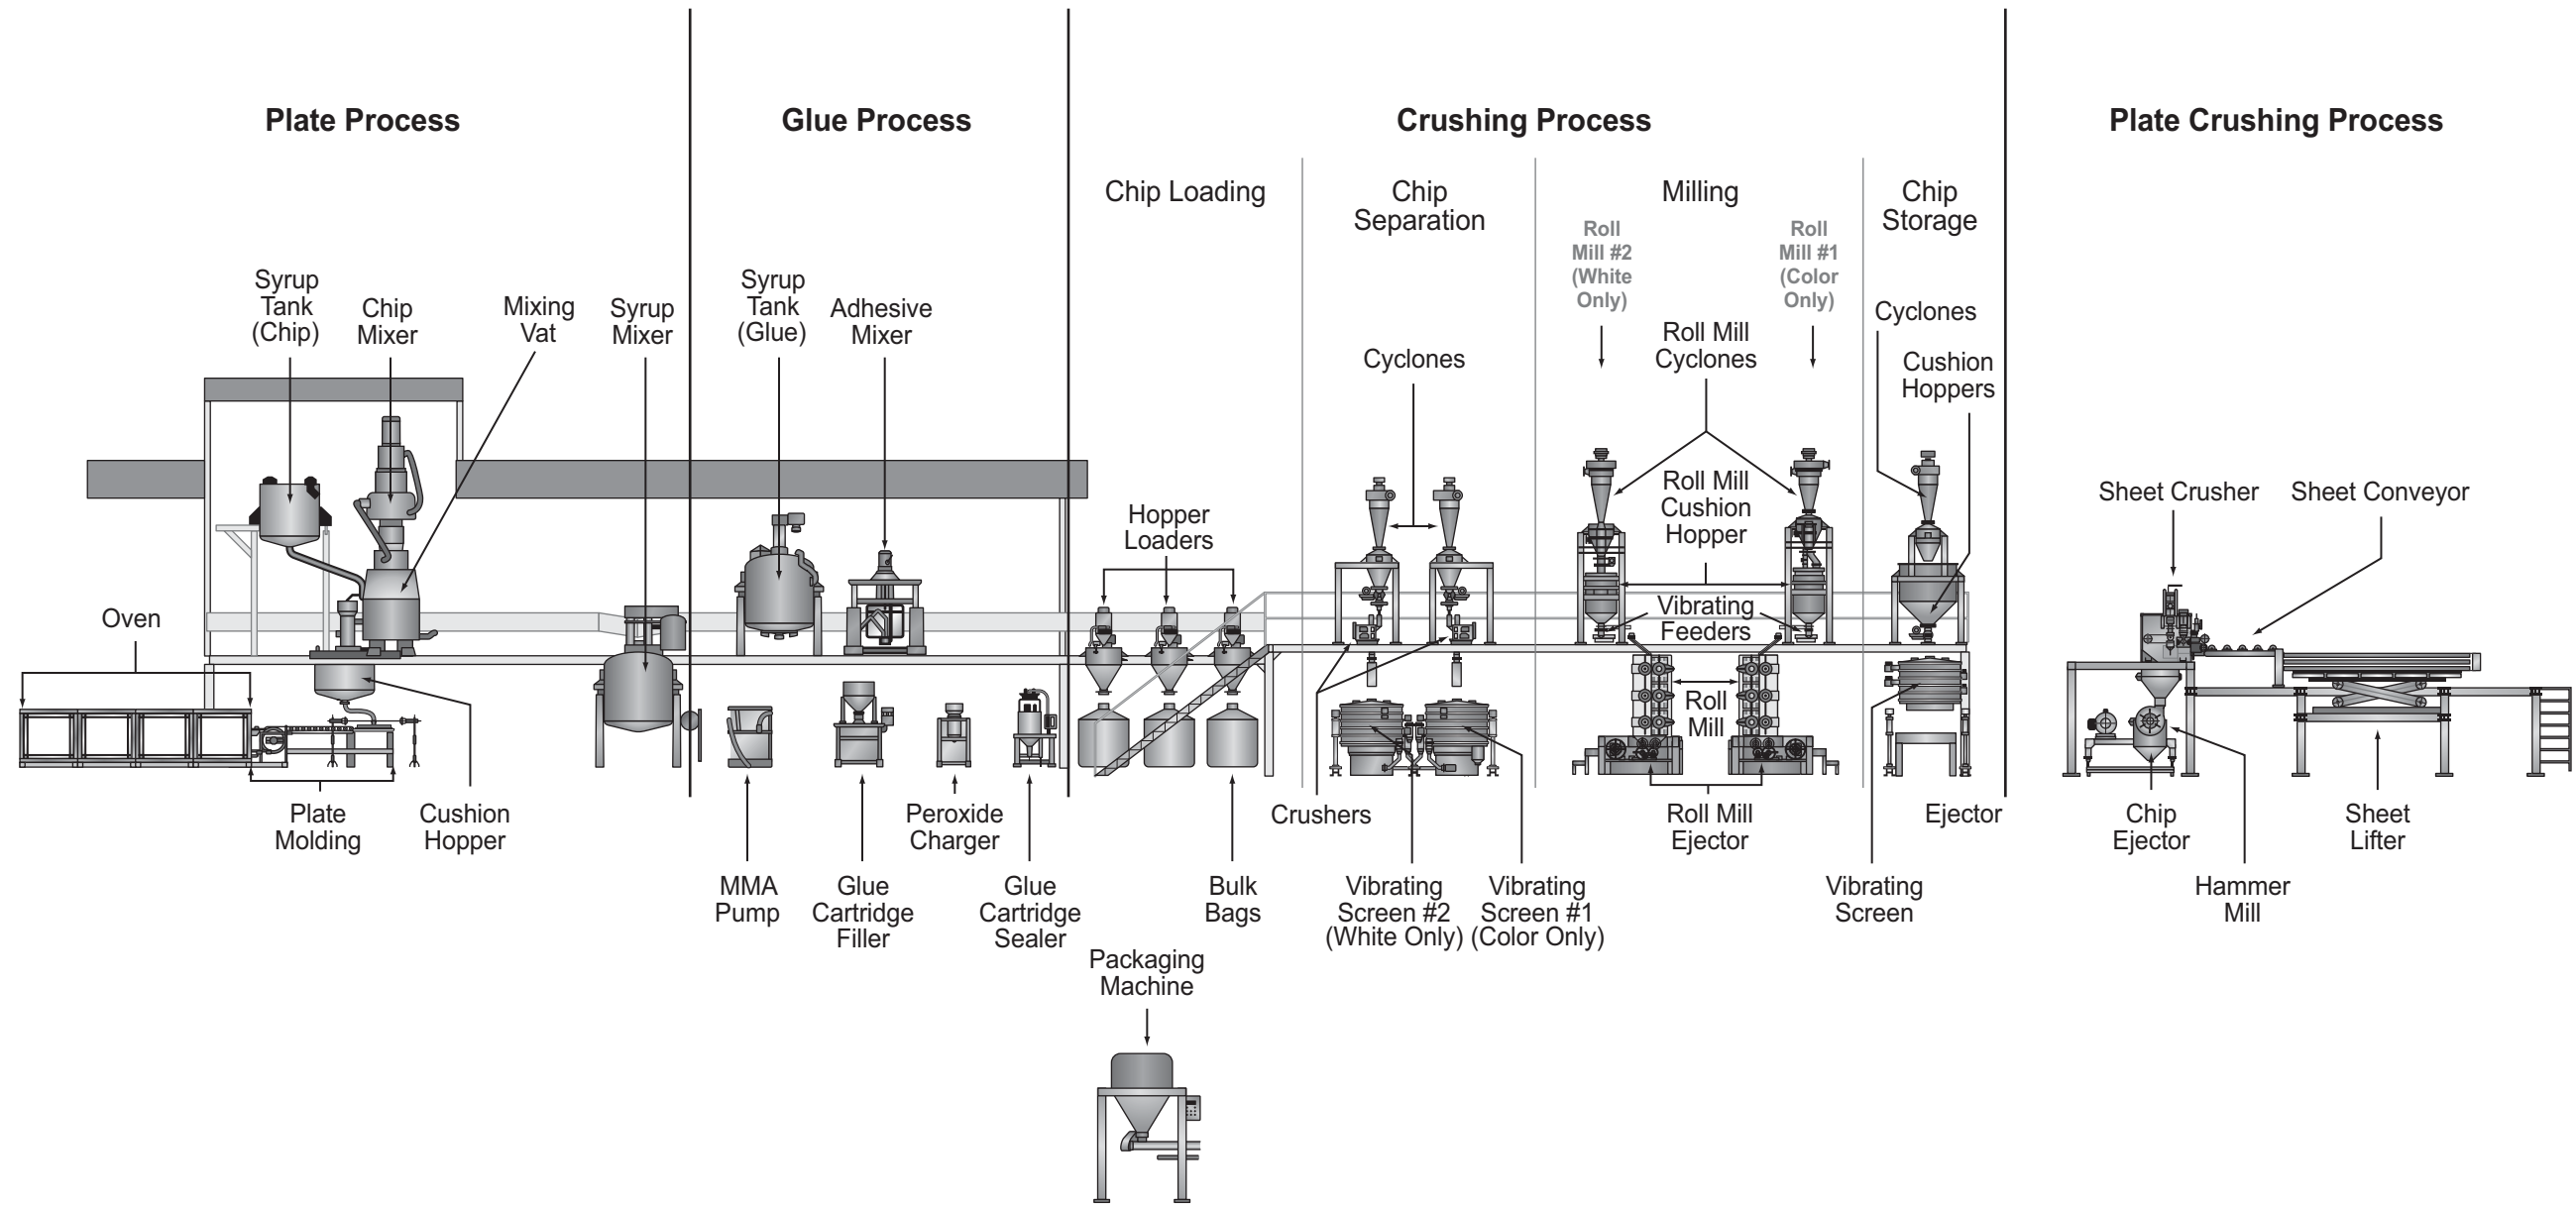 Plate Process
Glue Process
Crushing Process
Plate Crushing Process
Chip Loading
Chip
Separation
Milling
Chip
Storage
Roll
Mill #2
(White
Only)
Roll
Mill #1
(Color
Only)
Syrup
Tank
(Chip)
Chip
Mixer
Mixing
Vat
Syrup
Mixer
Syrup
Tank
(Glue)
Adhesive
Mixer
Cyclones
Roll Mill
Cyclones
Cyclones
Cushion
Hoppers
Hopper
Loaders
Roll Mill
Cushion
Hopper
Sheet Crusher
Sheet Conveyor
Oven
Vibrating
Feeders
Roll
Mill
Plate
Molding
Cushion
Hopper
Peroxide
Charger
Crushers
Roll Mill
Ejector
Ejector
Chip
Ejector
Sheet
Lifter
MMA
Pump
Glue
Cartridge
Filler
Glue
Cartridge
Sealer
Bulk
Bags
Vibrating
Screen #2
(White Only)
Vibrating
Screen #1
(Color Only)
Vibrating
Screen
Hammer
Mill
Packaging
Machine